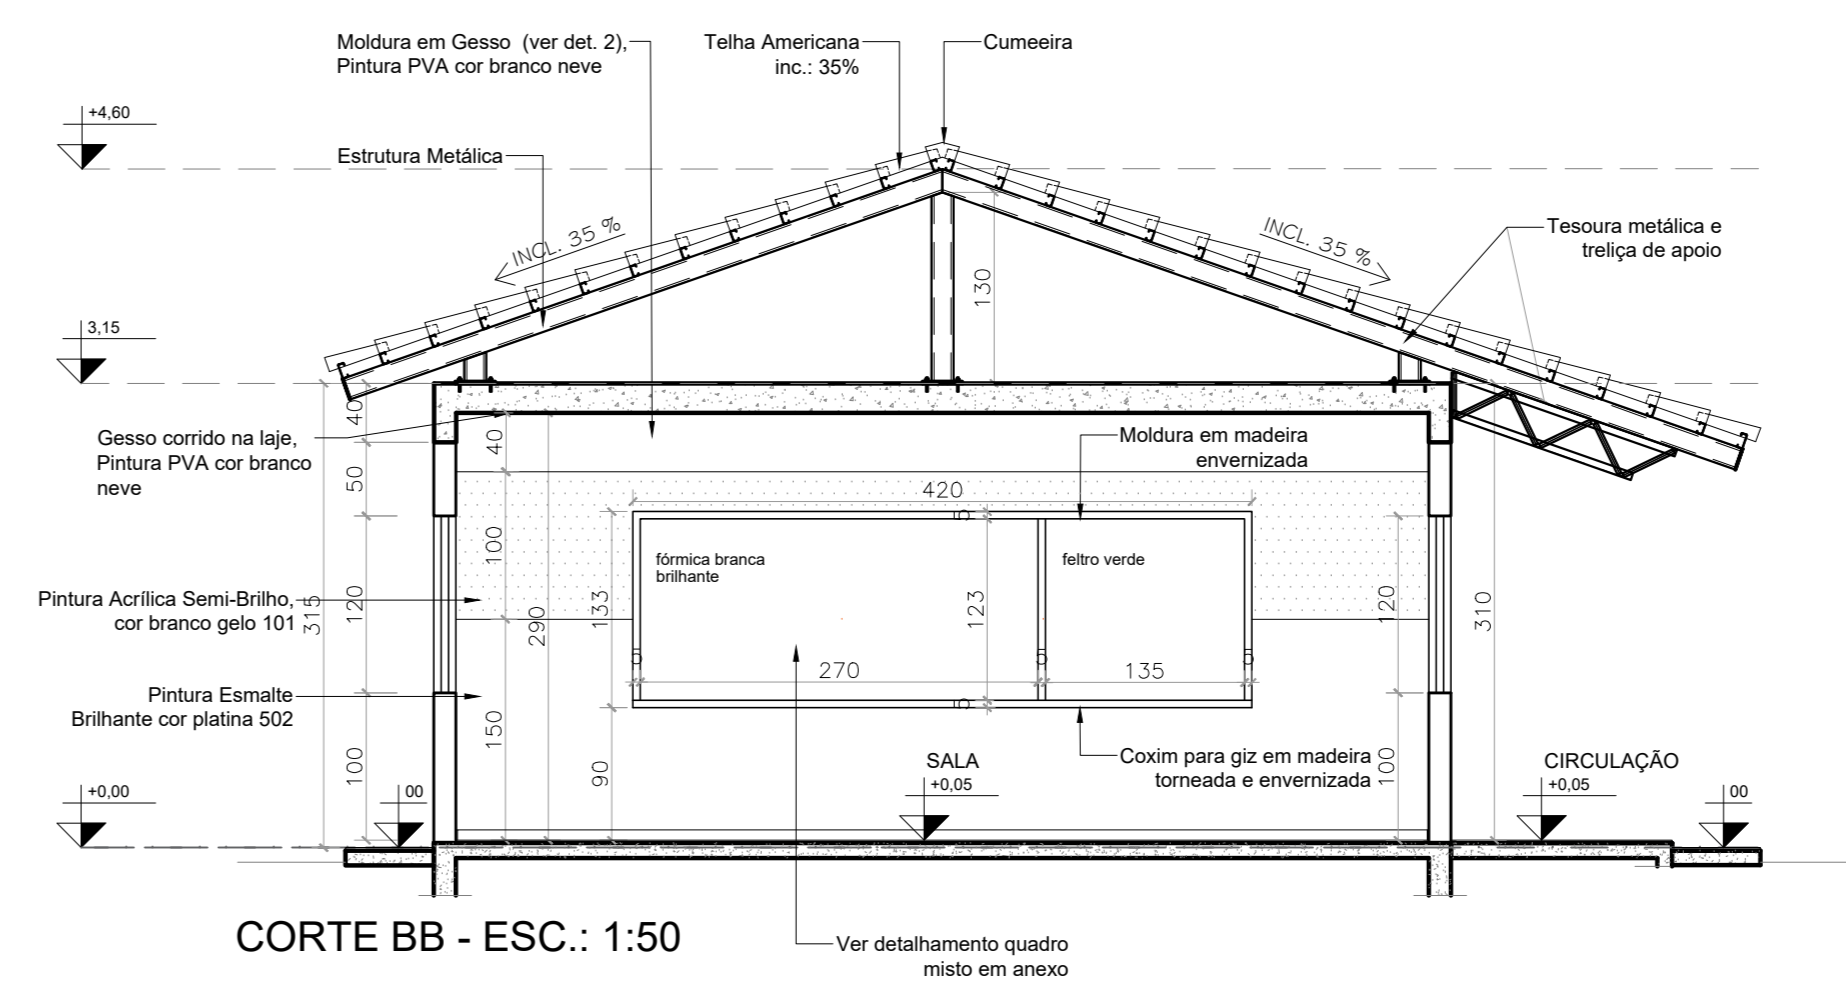 Moldura em Gesso (ver det. 2),
Pintura PVA cor branco neve
Telha Americana
inc.: 35%
Cumeeira
+4,60
Estrutura Metálica
INCL. 35 %
INCL. 35 %
Tesoura metálica e
treliça de apoio
130
3,15
40
40
Gesso corrido na laje,
Pintura PVA cor branco
neve
50
Moldura em madeira
envernizada
420
100
fórmica branca
brilhante
feltro verde
Pintura Acrílica Semi-Brilho,
cor branco gelo 101
315
120
290
133
123
120
310
5
5
5
270
135
Pintura Esmalte
Brilhante cor platina 502
150
100
90
Coxim para giz em madeira
torneada e envernizada
100
SALA
+0,05
CIRCULAÇÃO
+0,05
+0,00
00
00
CORTE BB - ESC.: 1:50
Ver detalhamento quadro
misto em anexo